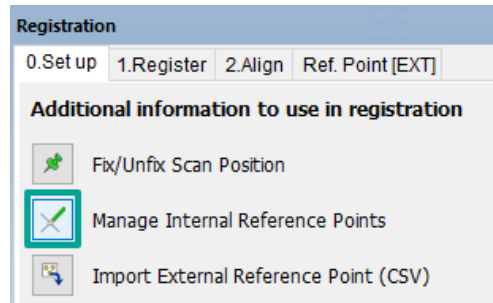 Registration
0.Set up 1.Register 2.Align Ref. Point [EXT]
Additional information to use in registration
Fix/Unfix Scan Position
Manage Internal Reference Points
Import External Reference Point (CSV)